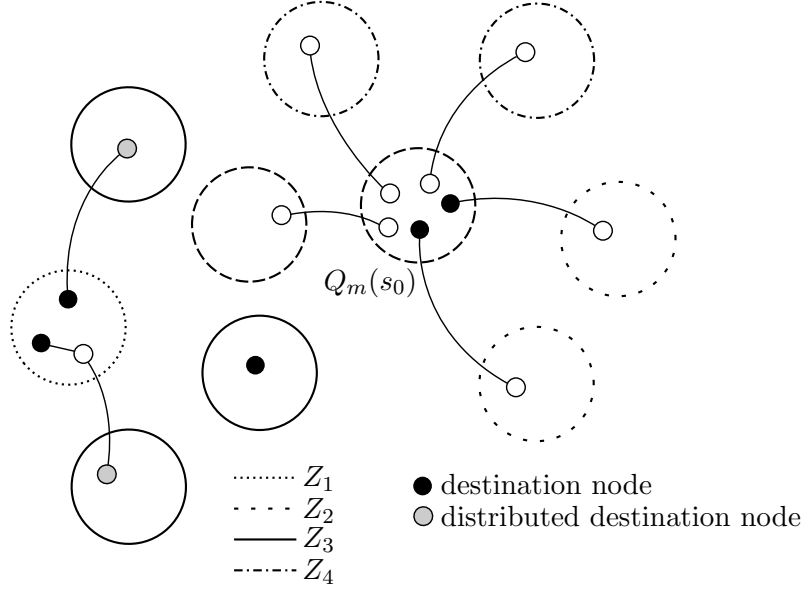 Q_m(s_0)
Z_1
Z_2
Z_3
Z_4
destination node
distributed destination node